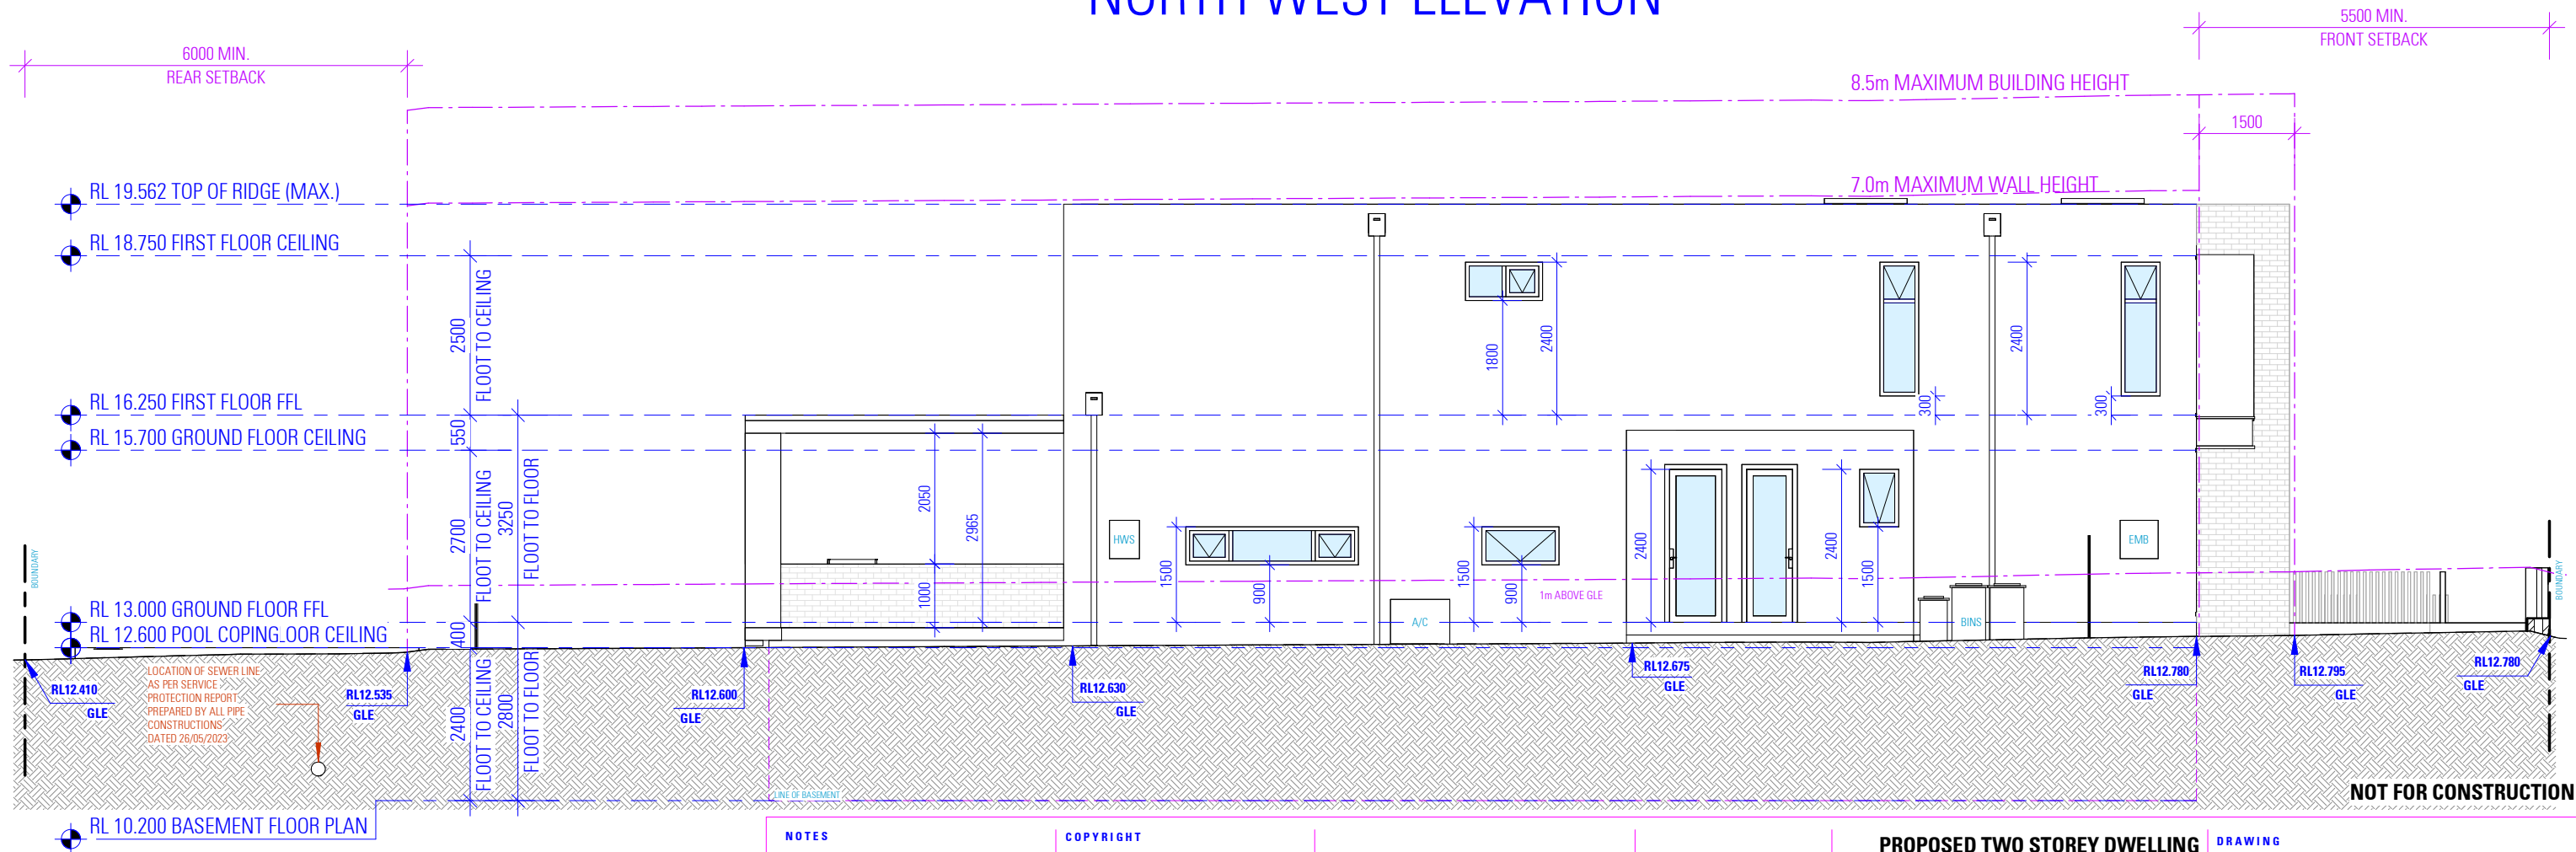 NORTH WEST ELEVATION
6000 MIN.
REAR SETBACK
5500 MIN.
FRONT SETBACK
8.5m MAXIMUM BUILDING HEIGHT
1500
7.0m MAXIMUM WALL HEIGHT
RL 19.562 TOP OF RIDGE (MAX.)
RL 18.750 FIRST FLOOR CEILING
RL 16.250 FIRST FLOOR FFL
RL 15.700 GROUND FLOOR CEILING
RL 13.000 GROUND FLOOR FFL
RL 12.600 POOL COPINGLOOR CEILING
RL 10.200 BASEMENT FLOOR PLAN
2500
FLOOT TO CEILING
550
2700
FLOOT TO CEILING
3250
FLOOT TO FLOOR
400
2400
FLOOT TO CEILING
2800
FLOOT TO FLOOR
2050
2965
1000
HWS
1500
900
1800
2400
1500
900
A/C
1m ABOVE GLE
2400
2400
1500
300
2400
300
BINS
EMB
BOUNDARY
BOUNDARY
LOCATION OF SEWER LINE
AS PER SERVICE
PROTECTION REPORT
PREPARED BY ALL PIPE
CONSTRUCTIONS
DATED 26/05/2023
RL12.410
GLE
RL12.535
GLE
RL12.600
GLE
RL12.630
GLE
RL12.675
GLE
RL12.780
GLE
RL12.795
GLE
RL12.780
GLE
LINE OF BASEMENT
NOT FOR CONSTRUCTION
NOTES
COPYRIGHT
PROPOSED TWO STOREY DWELLING
DRAWING